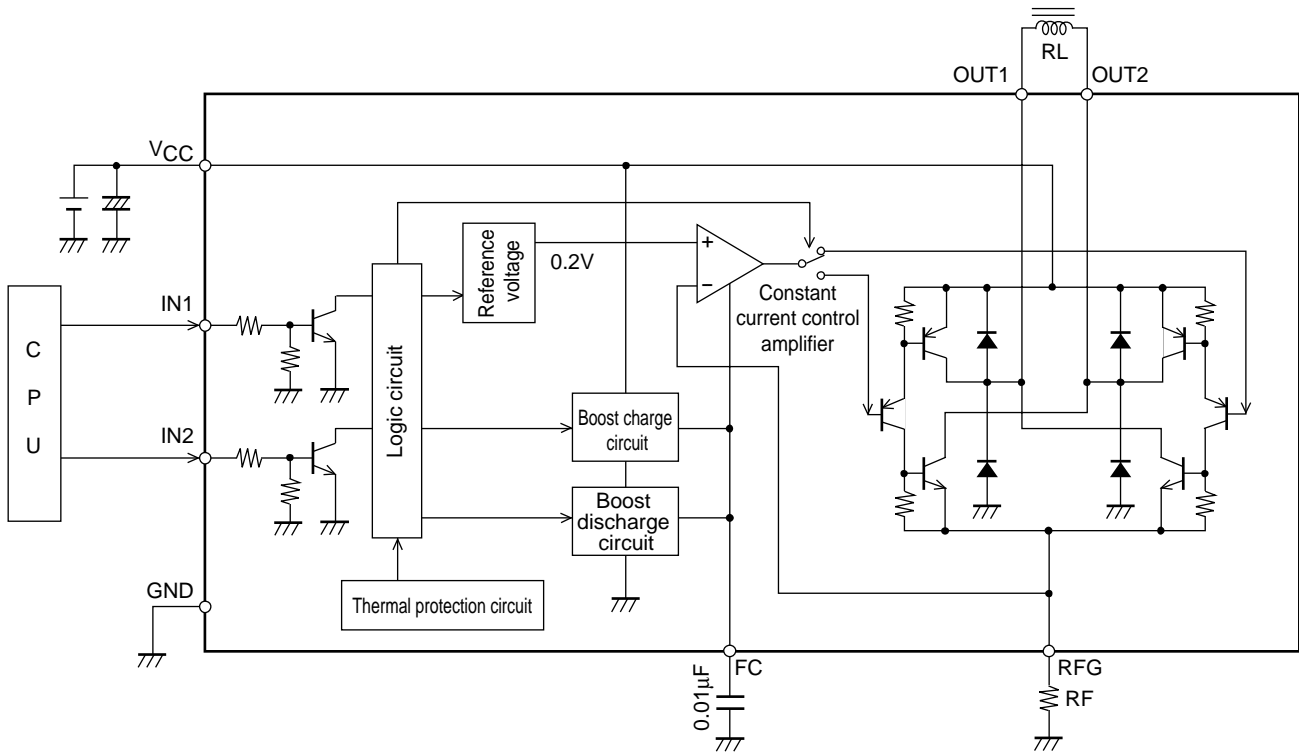 RL
OUT1
OUT2
VCC
Reference
voltage
0.2V
+
−
Constant
current control
amplifier
C
P
U
IN1
IN2
Logic circuit
Boost charge
circuit
Boost
discharge
circuit
Thermal protection circuit
GND
FC
0.01µF
RFG
RF